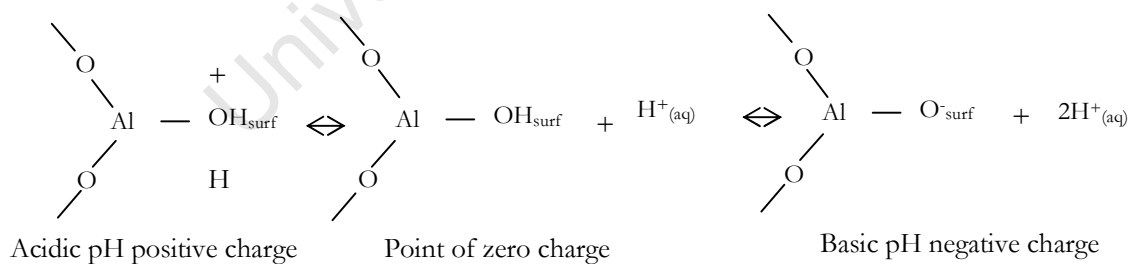 Univ
O O O
+
Al — OH_surf ⇔ Al — OH_surf + H⁺(aq) ⇔ Al — O⁻surf + 2H⁺(aq)
O H O O
Acidic pH positive charge Point of zero charge Basic pH negative charge